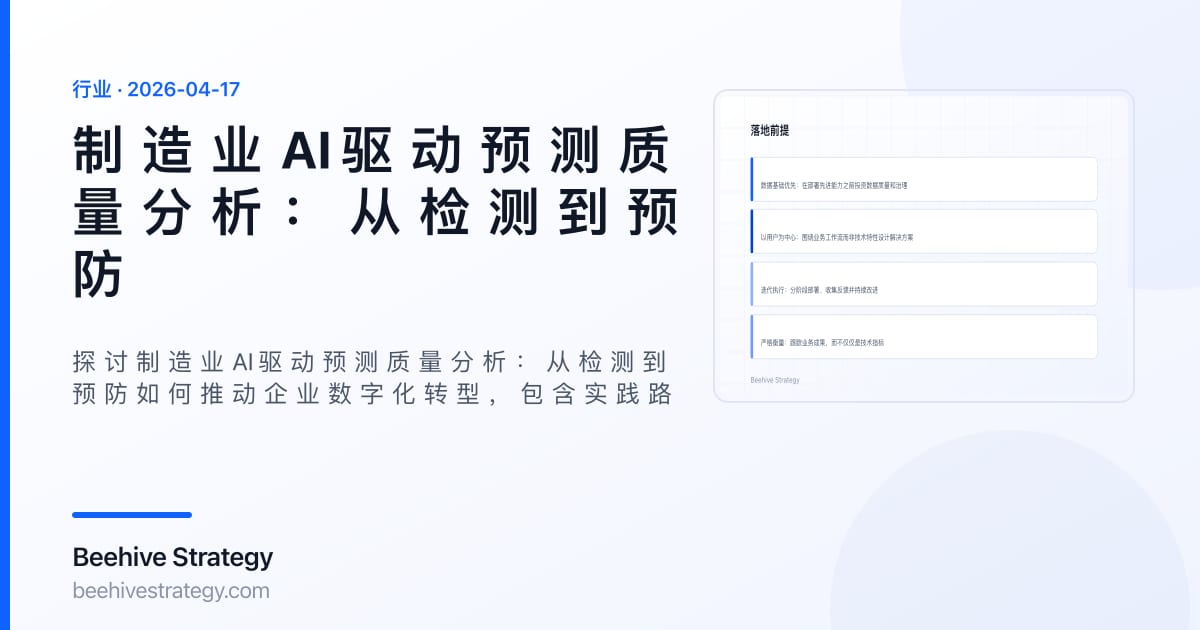 行业 · 2026-04-17
制造业AI驱动预测质
量分析：从检测到预
防
探讨制造业AI驱动预测质量分析：从检测到
预防如何推动企业数字化转型，包含实践路
Beehive Strategy
beehivestrategy.com
落地前提
数据基础优先：在部署先进能力之前投资数据质量和治理
以用户为中心：围绕业务工作流而非技术特性设计解决方案
迭代执行：分阶段部署、收集反馈并持续改进
严格衡量：跟踪业务成果，而不仅仅是技术指标
Beehive Strategy